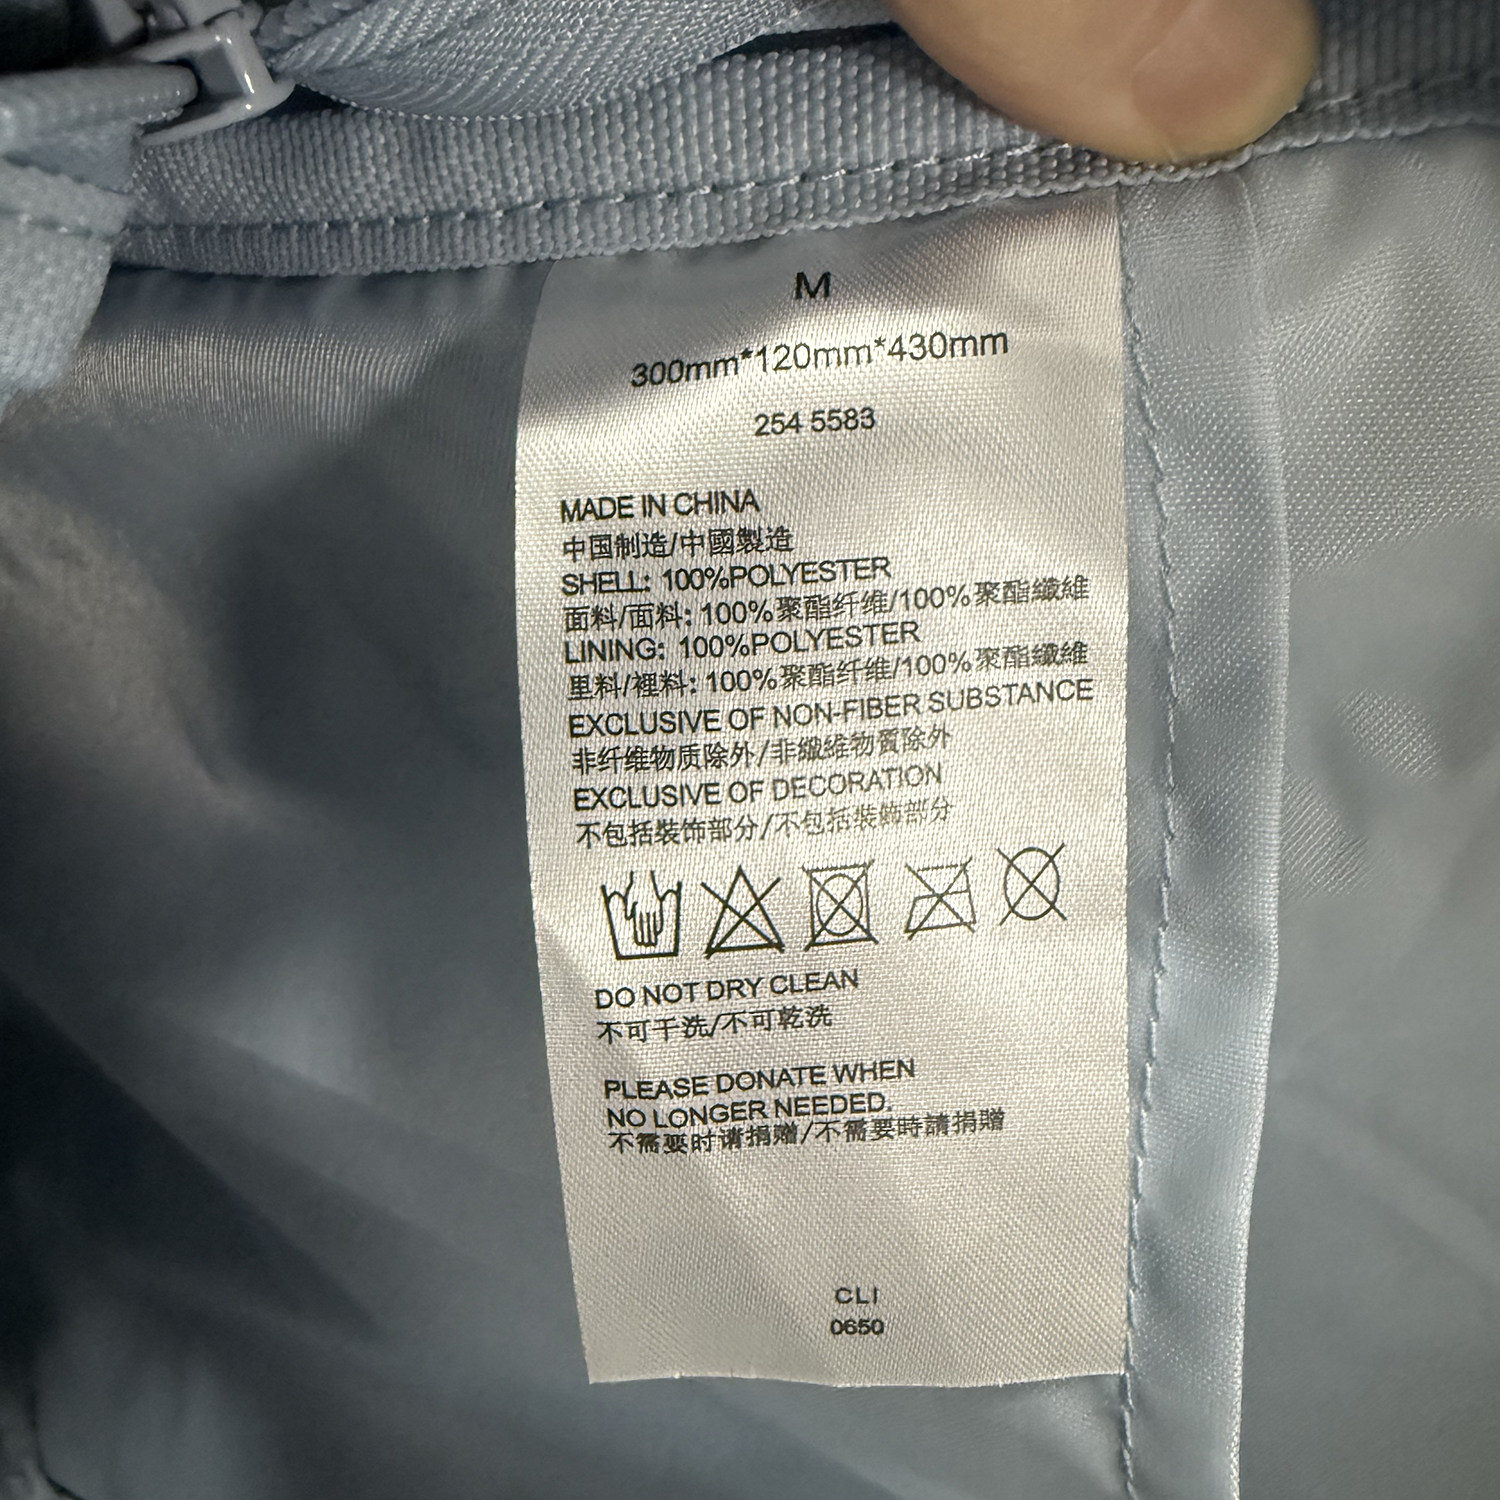 M
300mm*120mm*430mm
254 5583
MADE IN CHINA
中国制造/中國製造
SHELL: 100%POLYESTER
面料/面料: 100%聚酯纤维/100%聚酯纖維
LINING: 100%POLYESTER
里料/裡料: 100%聚酯纤维/100%聚酯纖維
EXCLUSIVE OF NON-FIBER SUBSTANCE
非纤维物质除外/非纖維物質除外
EXCLUSIVE OF DECORATION
不包括装饰部分/不包括裝飾部分
DO NOT DRY CLEAN
不可干洗/不可乾洗
PLEASE DONATE WHEN
NO LONGER NEEDED.
不需要时请捐赠/不需要時請捐贈
CLI
0650